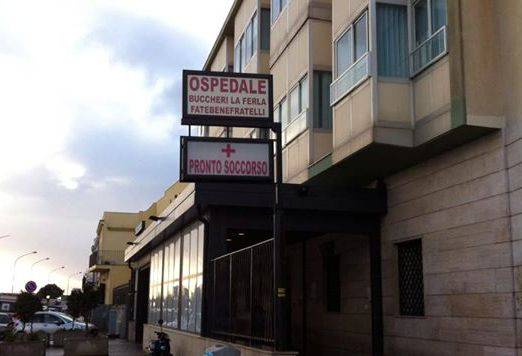 OSPEDALE
BUCCHERI LA FERLA
FATEBENEFRATELLI
PRONTO SOCCORSO